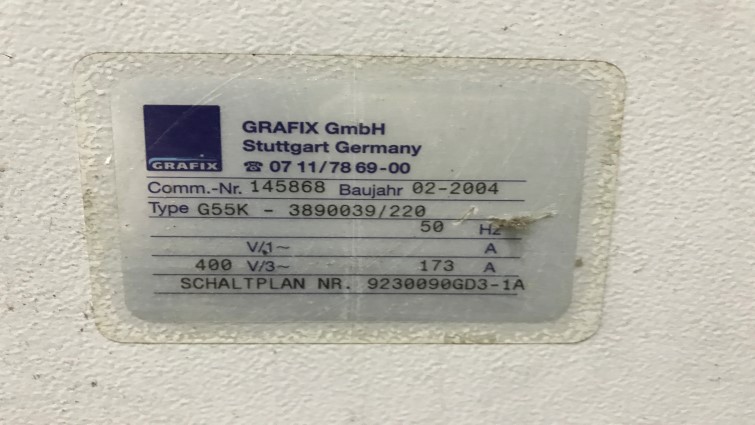 GRAFIX
GRAFIX GmbH
Stuttgart Germany
☎ 07 11/78 69-00
Comm.-Nr. 145868 Baujahr 02-2004
Type G55K - 3890039/220
50 Hz
V/1~ A
400 V/3~ 173 A
SCHALTPLAN NR. 9230090GD3-1A